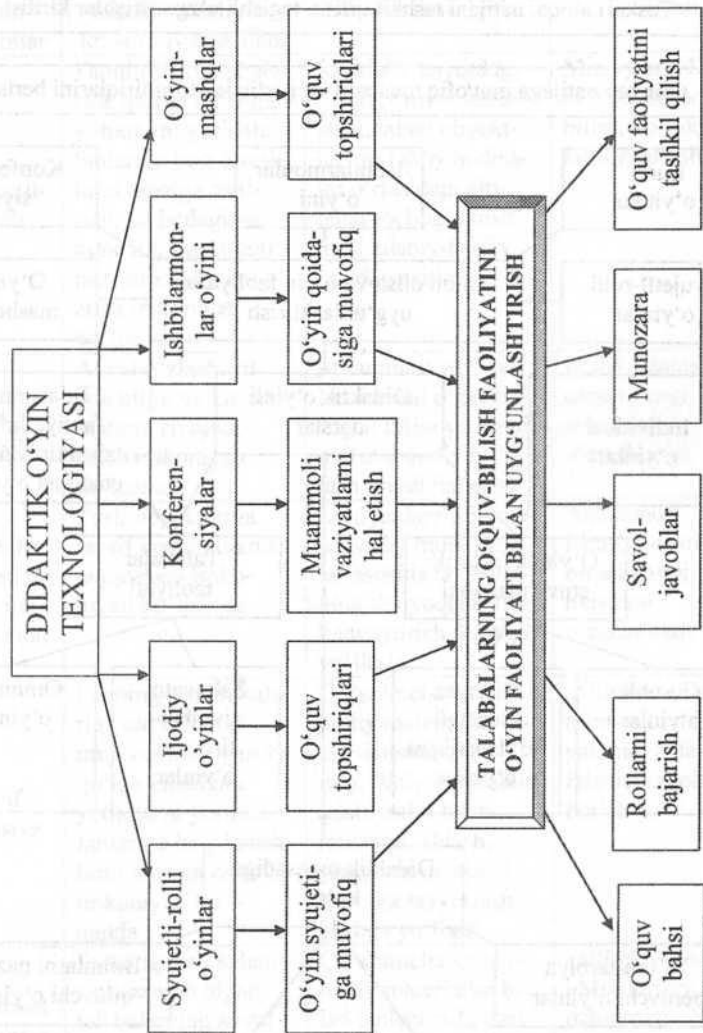 DIDAKTIK O‘YIN
TEXNOLOGIYASI
Syujetli-rolli
o‘yinlar
Ijodiy
o‘yinlar
Konferen-
siyalar
Ishbilarmon-
lar o‘yini
O‘yin-
mashqlar
O‘yin syujeti-
ga muvofiq
O‘quv
topshiriqlari
Muammoli
vaziyatlarni
hal etish
O‘yin qoida-
siga muvofiq
O‘quv
topshiriqlari
TALABALARNING O‘QUV-BILISH FAOLIYATINI
O‘YIN FAOLIYATI BILAN UYG‘UNLASHTIRISH
O‘quv
bahsi
Rollarni
bajarish
Savol-
javoblar
Munozara
O‘quv faoliyatini
tashkil qilish